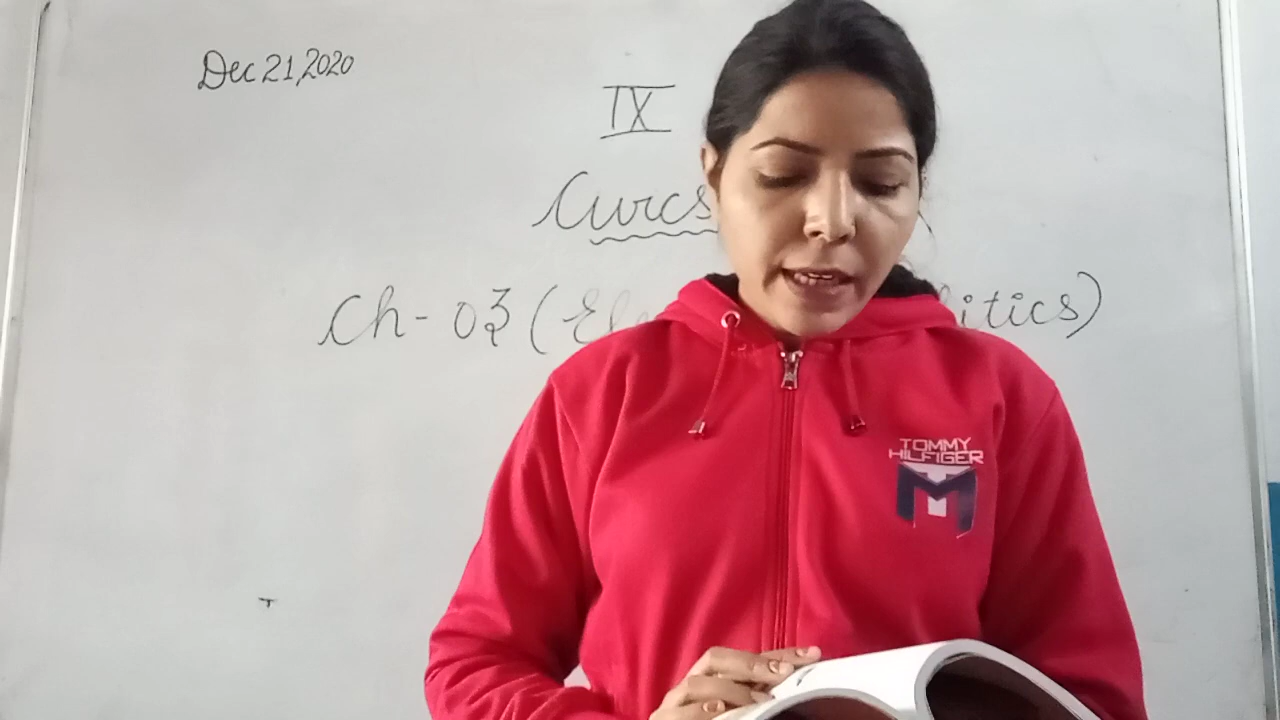 Dec 21,2020
IX
Civics
Ch- 03 (
itics)
TOMMY
HILFIGER